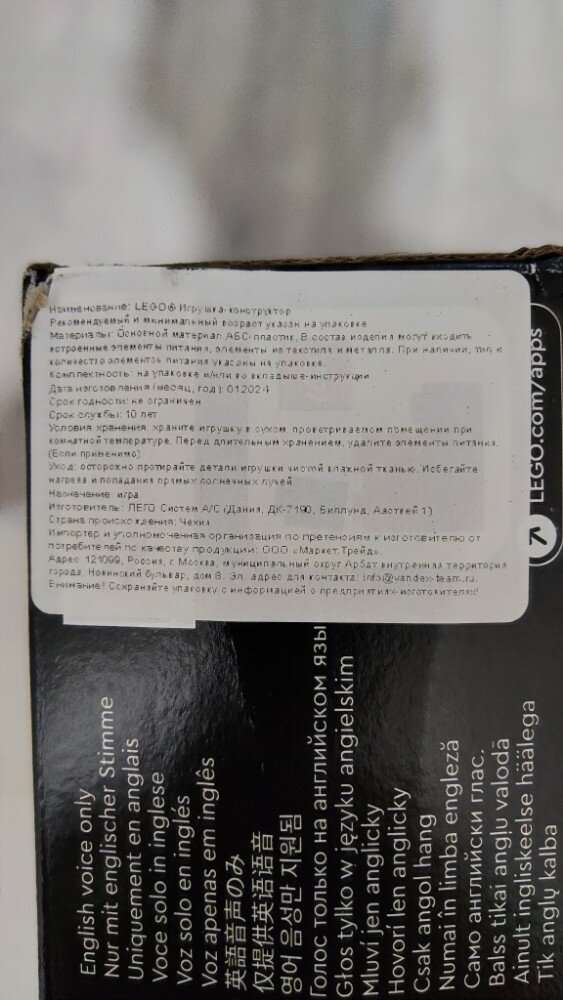 Наименование: LEGO® Игрушка-конструктор
Рекомендуемый и минимальный возраст указан на упаковке
Материалы: Основной материал АБС-пластик. В состав изделия могут входить
встроенные элементы питания, элементы из текстиля и металла. При наличии, тип и
количество элементов питания указаны на упаковке.
Комплектность: на упаковке и/или во вкладыше-инструкции
Дата изготовления (месяц, год): 01.2024
Срок годности: не ограничен
Срок службы: 10 лет
Условия хранения: храните игрушку в сухом, проветриваемом помещении при
комнатной температуре. Перед длительным хранением, удалите элементы питания.
(Если применимо)
Уход: осторожно протирайте детали игрушки чистой влажной тканью. Избегайте
нагрева и попадания прямых солнечных лучей
Назначение: игра
Изготовитель: ЛЕГО Систем А/С (Дания, ДК-7190, Биллунд, Ааствей 1)
Страна происхождения: Чехия
Импортер и уполномоченная организация по претензиям к изготовителю от
потребителей по качеству продукции: ООО «Маркет.Трейд».
Адрес: 121099, Россия, г. Москва, муниципальный округ Арбат внутренняя территория
города, Новинский бульвар, дом 8. Эл. адрес для контакта: info@yandex-team.ru.
Внимание! Сохраняйте упаковку с информацией о предприятиях-изготовителях!
LEGO.com/apps
English voice only
Nur mit englischer Stimme
Uniquement en anglais
Voce solo in inglese
Voz solo en inglés
Voz apenas em inglês
英語音声のみ
仅提供英语语音
영어 음성만 지원됨
Голос только на английском язы
Głos tylko w języku angielskim
Mluví jen anglicky
Hovorí len anglicky
Csak angol hang
Numai în limba engleză
Само английски глас.
Balss tikai angļu valodā
Ainult ingliskeelse häälega
Tik anglų kalba